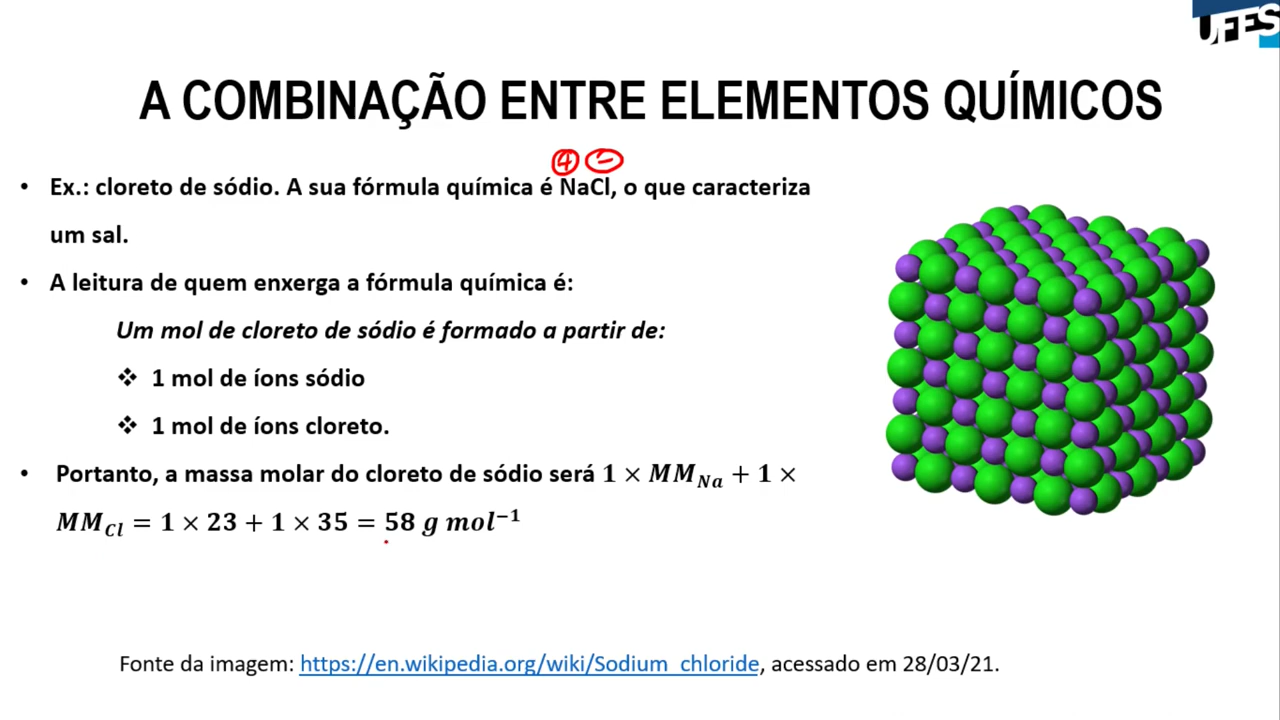 UFES
A COMBINAÇÃO ENTRE ELEMENTOS QUÍMICOS
⊕ ⊖
• Ex.: cloreto de sódio. A sua fórmula química é NaCl, o que caracteriza
um sal.
• A leitura de quem enxerga a fórmula química é:
Um mol de cloreto de sódio é formado a partir de:
❖ 1 mol de íons sódio
❖ 1 mol de íons cloreto.
• Portanto, a massa molar do cloreto de sódio será 1 × MM_Na + 1 ×
MM_Cl = 1 × 23 + 1 × 35 = 58 g mol⁻¹
Fonte da imagem: https://en.wikipedia.org/wiki/Sodium_chloride, acessado em 28/03/21.